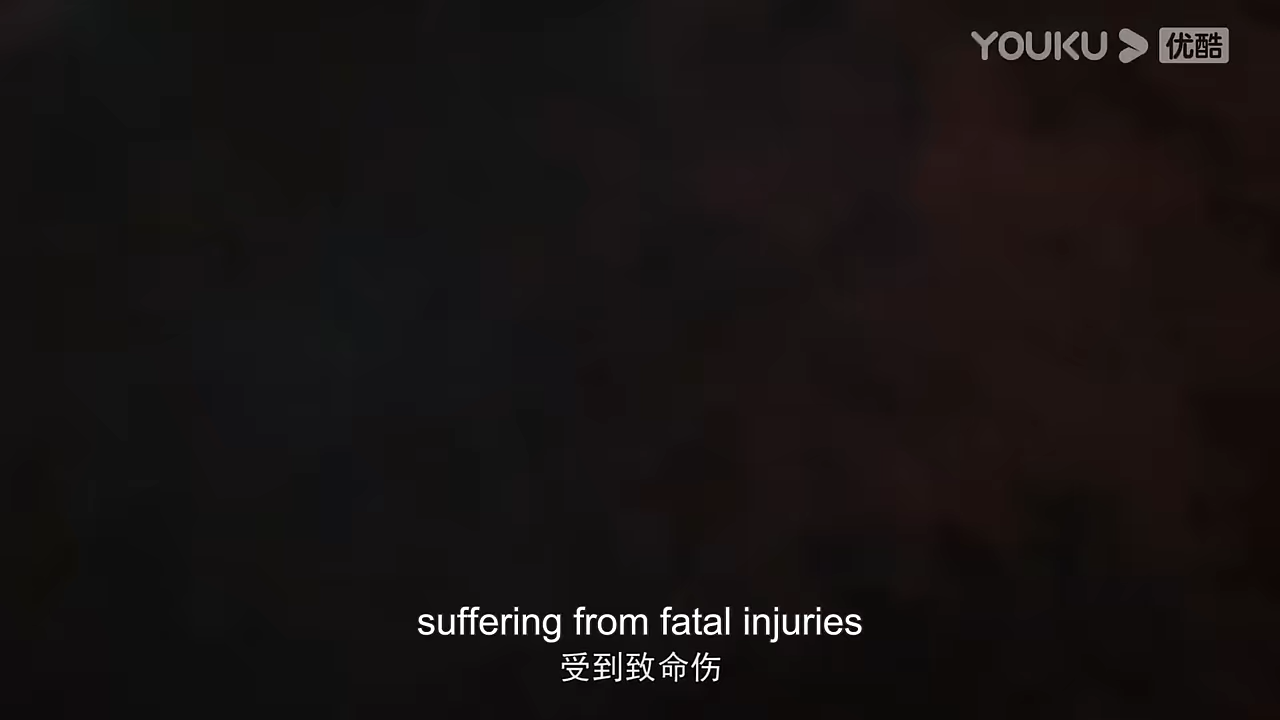 YOUKU 优酷
suffering from fatal injuries
受到致命伤